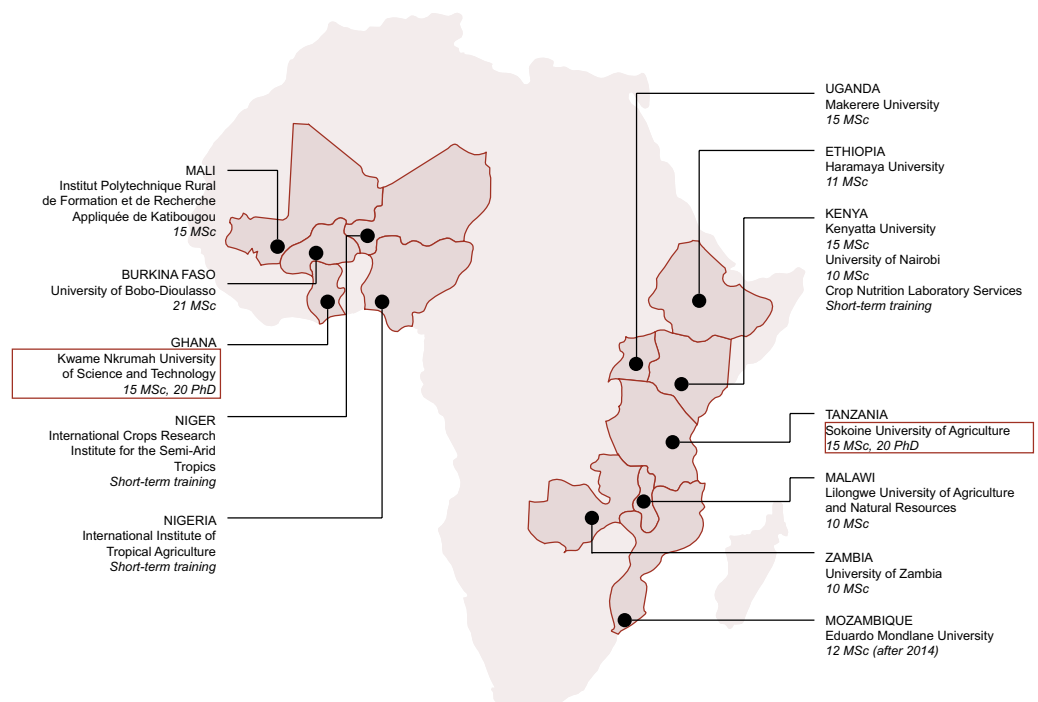 MALI
Institut Polytechnique Rural
de Formation et de Recherche
Appliquée de Katibougou
15 MSc
BURKINA FASO
University of Bobo-Dioulasso
21 MSc
GHANA
Kwame Nkrumah University
of Science and Technology
15 MSc, 20 PhD
NIGER
International Crops Research
Institute for the Semi-Arid
Tropics
Short-term training
NIGERIA
International Institute of
Tropical Agriculture
Short-term training
UGANDA
Makerere University
15 MSc
ETHIOPIA
Haramaya University
11 MSc
KENYA
Kenyatta University
15 MSc
University of Nairobi
10 MSc
Crop Nutrition Laboratory Services
Short-term training
TANZANIA
Sokoine University of Agriculture
15 MSc, 20 PhD
MALAWI
Lilongwe University of Agriculture
and Natural Resources
10 MSc
ZAMBIA
University of Zambia
10 MSc
MOZAMBIQUE
Eduardo Mondlane University
12 MSc (after 2014)